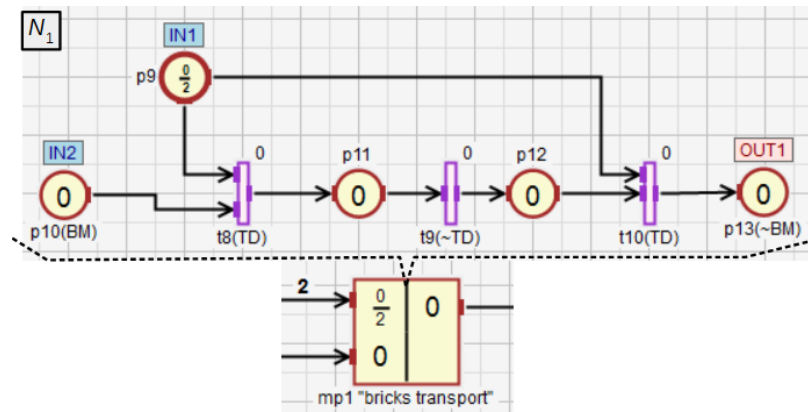 N1
IN1
p9
0
2
IN2
0
p10(BM)
0
t8(TD)
p11
0
0
t9(~TD)
p12
0
0
t10(TD)
OUT1
0
p13(~BM)
2
0
2
0
0
mp1 "bricks transport"